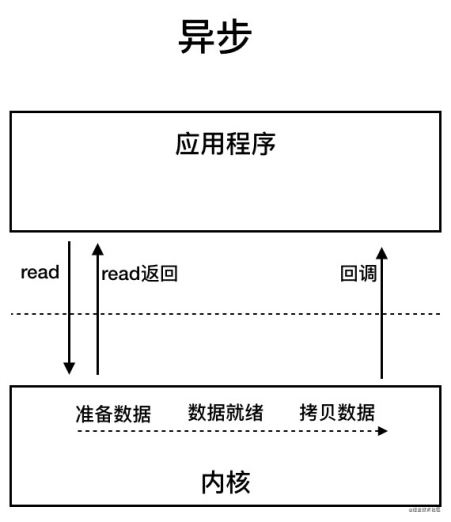 异步
应用程序
read
read返回
回调
准备数据
数据就绪
拷贝数据
内核